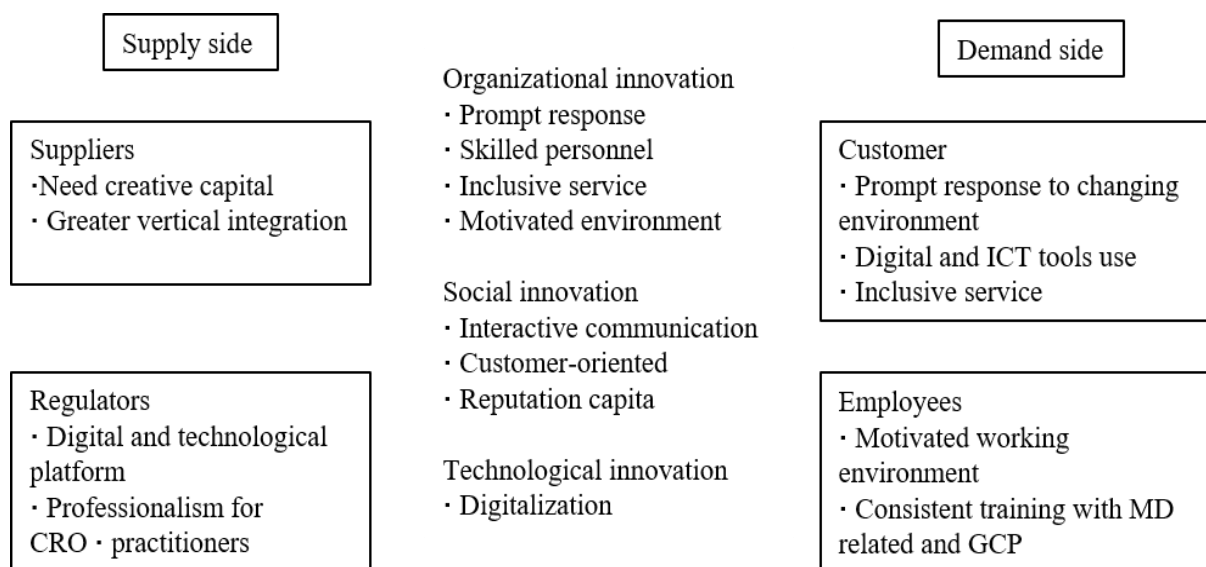 Supply side
Suppliers
·Need creative capital
· Greater vertical integration
Regulators
· Digital and technological
platform
· Professionalism for
CRO · practitioners
Organizational innovation
· Prompt response
· Skilled personnel
· Inclusive service
· Motivated environment
Social innovation
· Interactive communication
· Customer-oriented
· Reputation capita
Technological innovation
· Digitalization
Demand side
Customer
· Prompt response to changing
environment
· Digital and ICT tools use
· Inclusive service
Employees
· Motivated working
environment
· Consistent training with MD
related and GCP